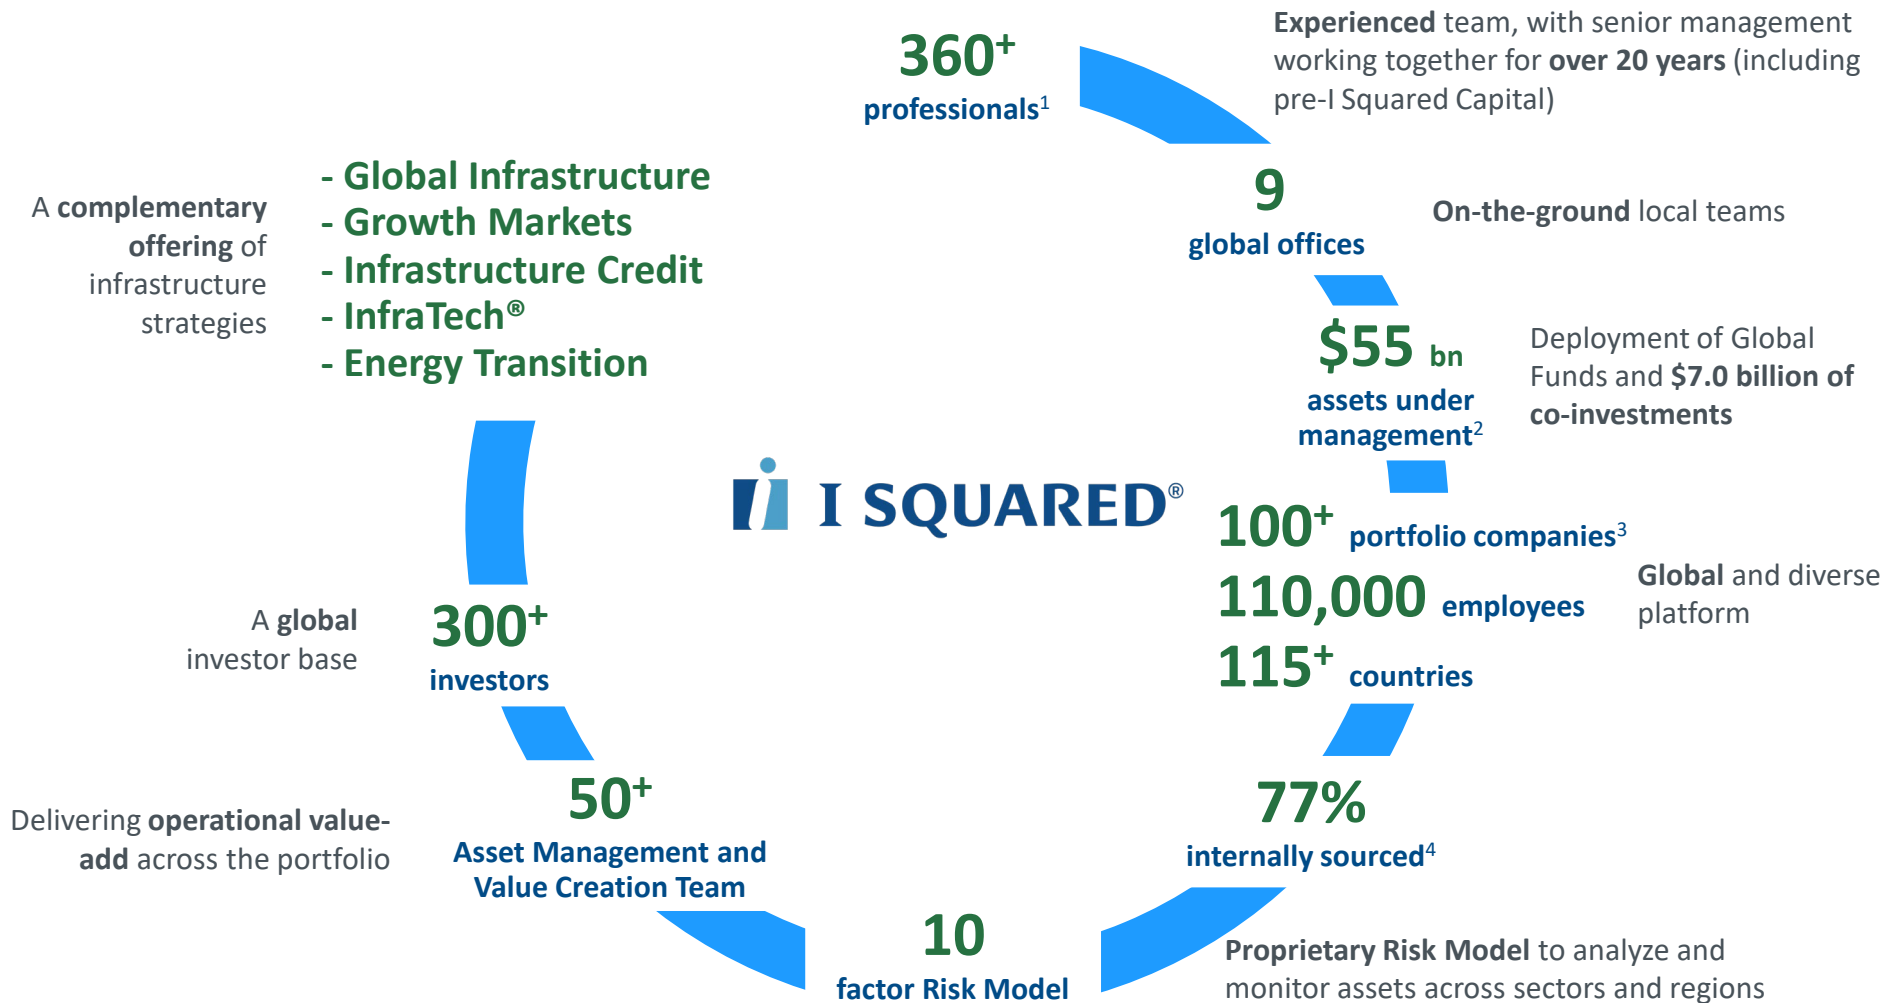 360+
professionals1
Experienced team, with senior management
working together for over 20 years (including
pre-I Squared Capital)
9
global offices
On-the-ground local teams
$55 bn
assets under
management2
Deployment of Global
Funds and $7.0 billion of
co-investments
100+ portfolio companies3
110,000 employees
115+ countries
Global and diverse
platform
77%
internally sourced4
10
factor Risk Model
Proprietary Risk Model to analyze and
monitor assets across sectors and regions
50+
Asset Management and
Value Creation Team
Delivering operational value-
add across the portfolio
300+
investors
A global
investor base
- Global Infrastructure
- Growth Markets
- Infrastructure Credit
- InfraTech®
- Energy Transition
A complementary
offering of
infrastructure
strategies
I SQUARED®